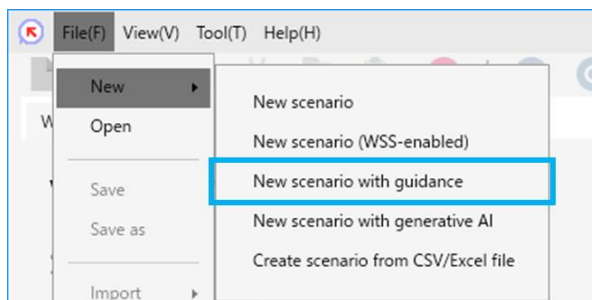 File(F) View(V) Tool(T) Help(H)
New
Open
Save
Save as
Import
New scenario
New scenario (WSS-enabled)
New scenario with guidance
New scenario with generative AI
Create scenario from CSV/Excel file